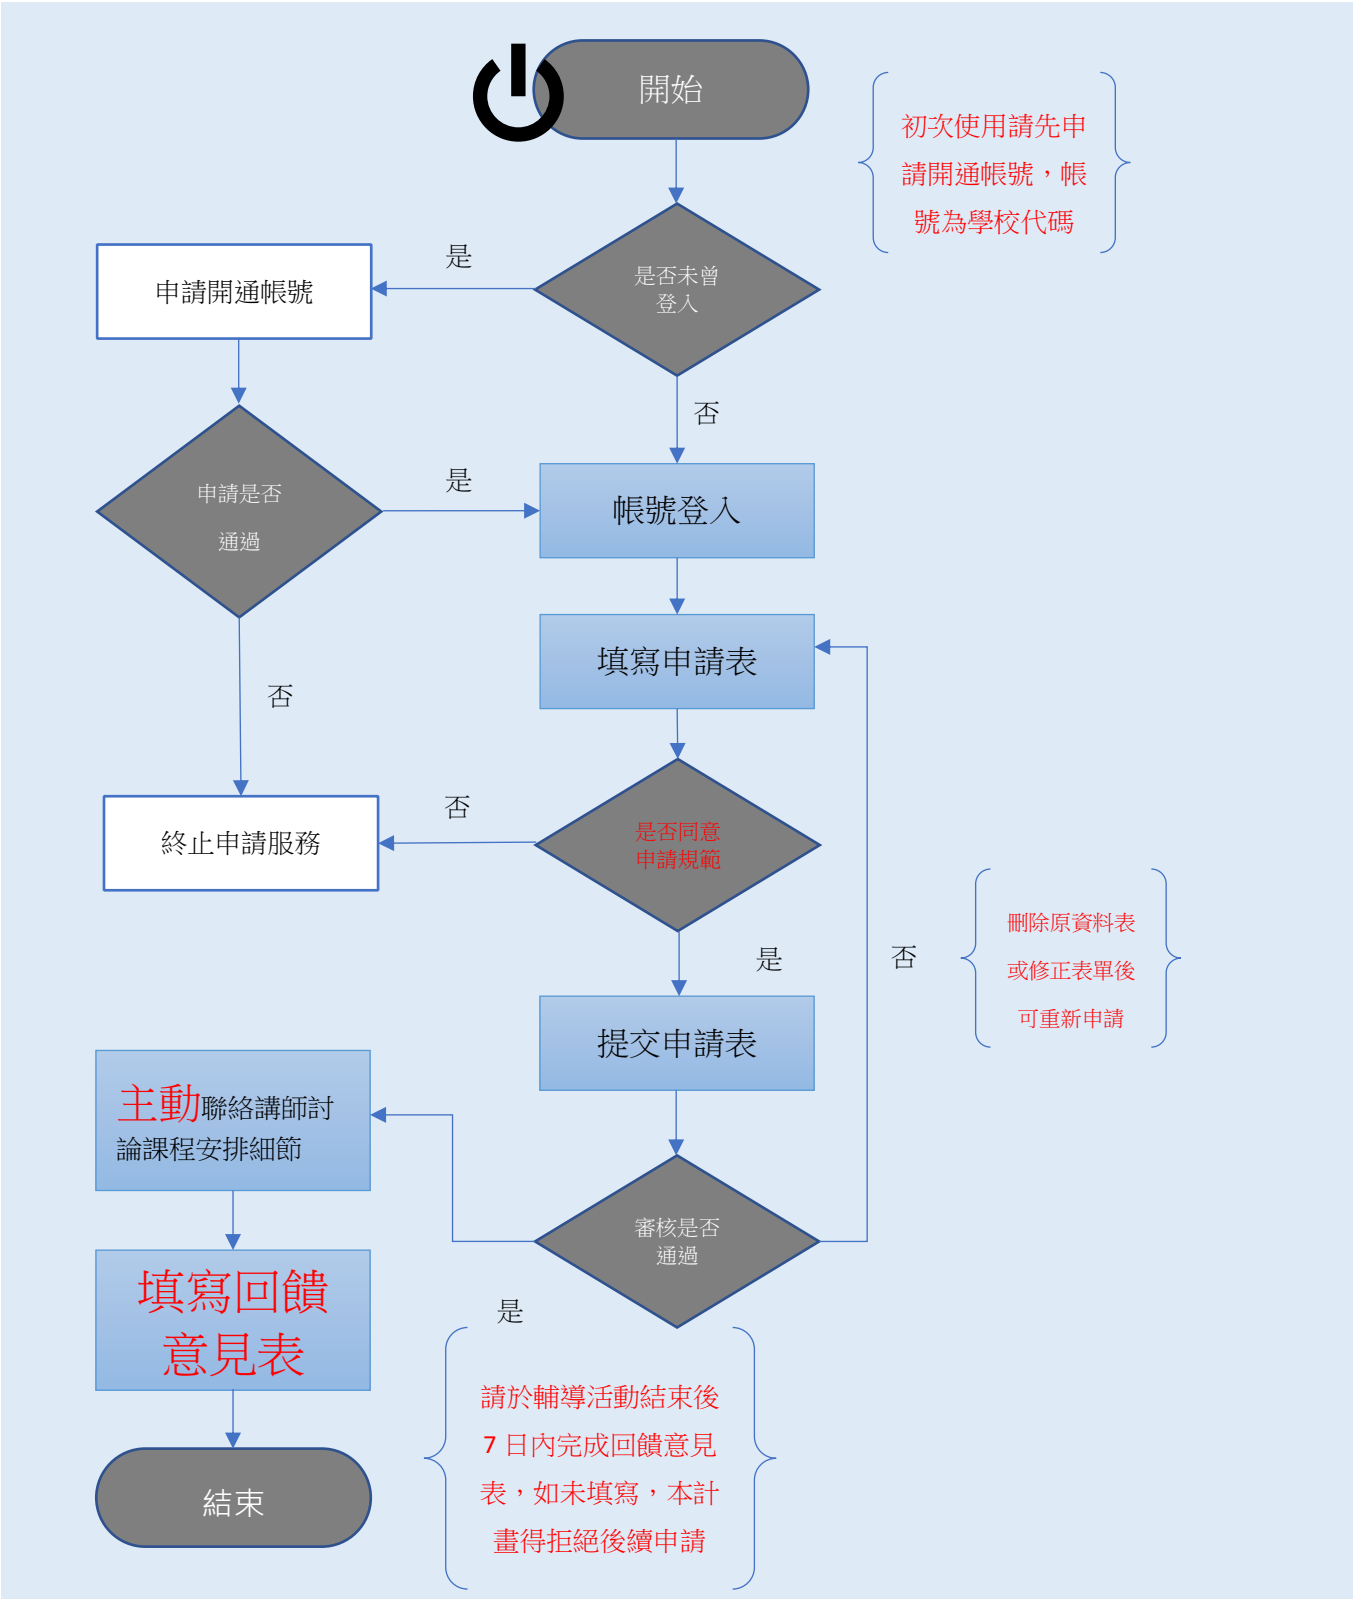 開始
初次使用請先申
請開通帳號，帳
號為學校代碼
是否未曾
登入
是
申請開通帳號
否
申請是否
通過
是
帳號登入
填寫申請表
否
終止申請服務
否
是否同意
申請規範
是
否
刪除原資料表
或修正表單後
可重新申請
提交申請表
主動聯絡講師討
論課程安排細節
審核是否
通過
是
填寫回饋
意見表
請於輔導活動結束後
7 日內完成回饋意見
表，如未填寫，本計
畫得拒絕後續申請
結束